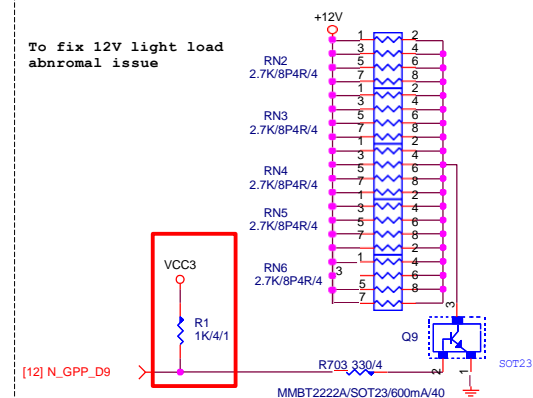 +12V
To fix 12V light load
abnromal issue
1 2
3 4
RN2 5 6
2.7K/8P4R/4 7 8
1 2
3 4
RN3 5 6
2.7K/8P4R/4 7 8
1 2
3 4
RN4 5 6
2.7K/8P4R/4 7 8
1 2
RN5 3 4
2.7K/8P4R/4 5 6
7 8
2
1 4
RN6 3 6
2.7K/8P4R/4 5 8
7
VCC3
R1
1K/4/1
3
Q9
SOT23
[12] N_GPP_D9
R703 330/4
2 1
MMBT2222A/SOT23/600mA/40